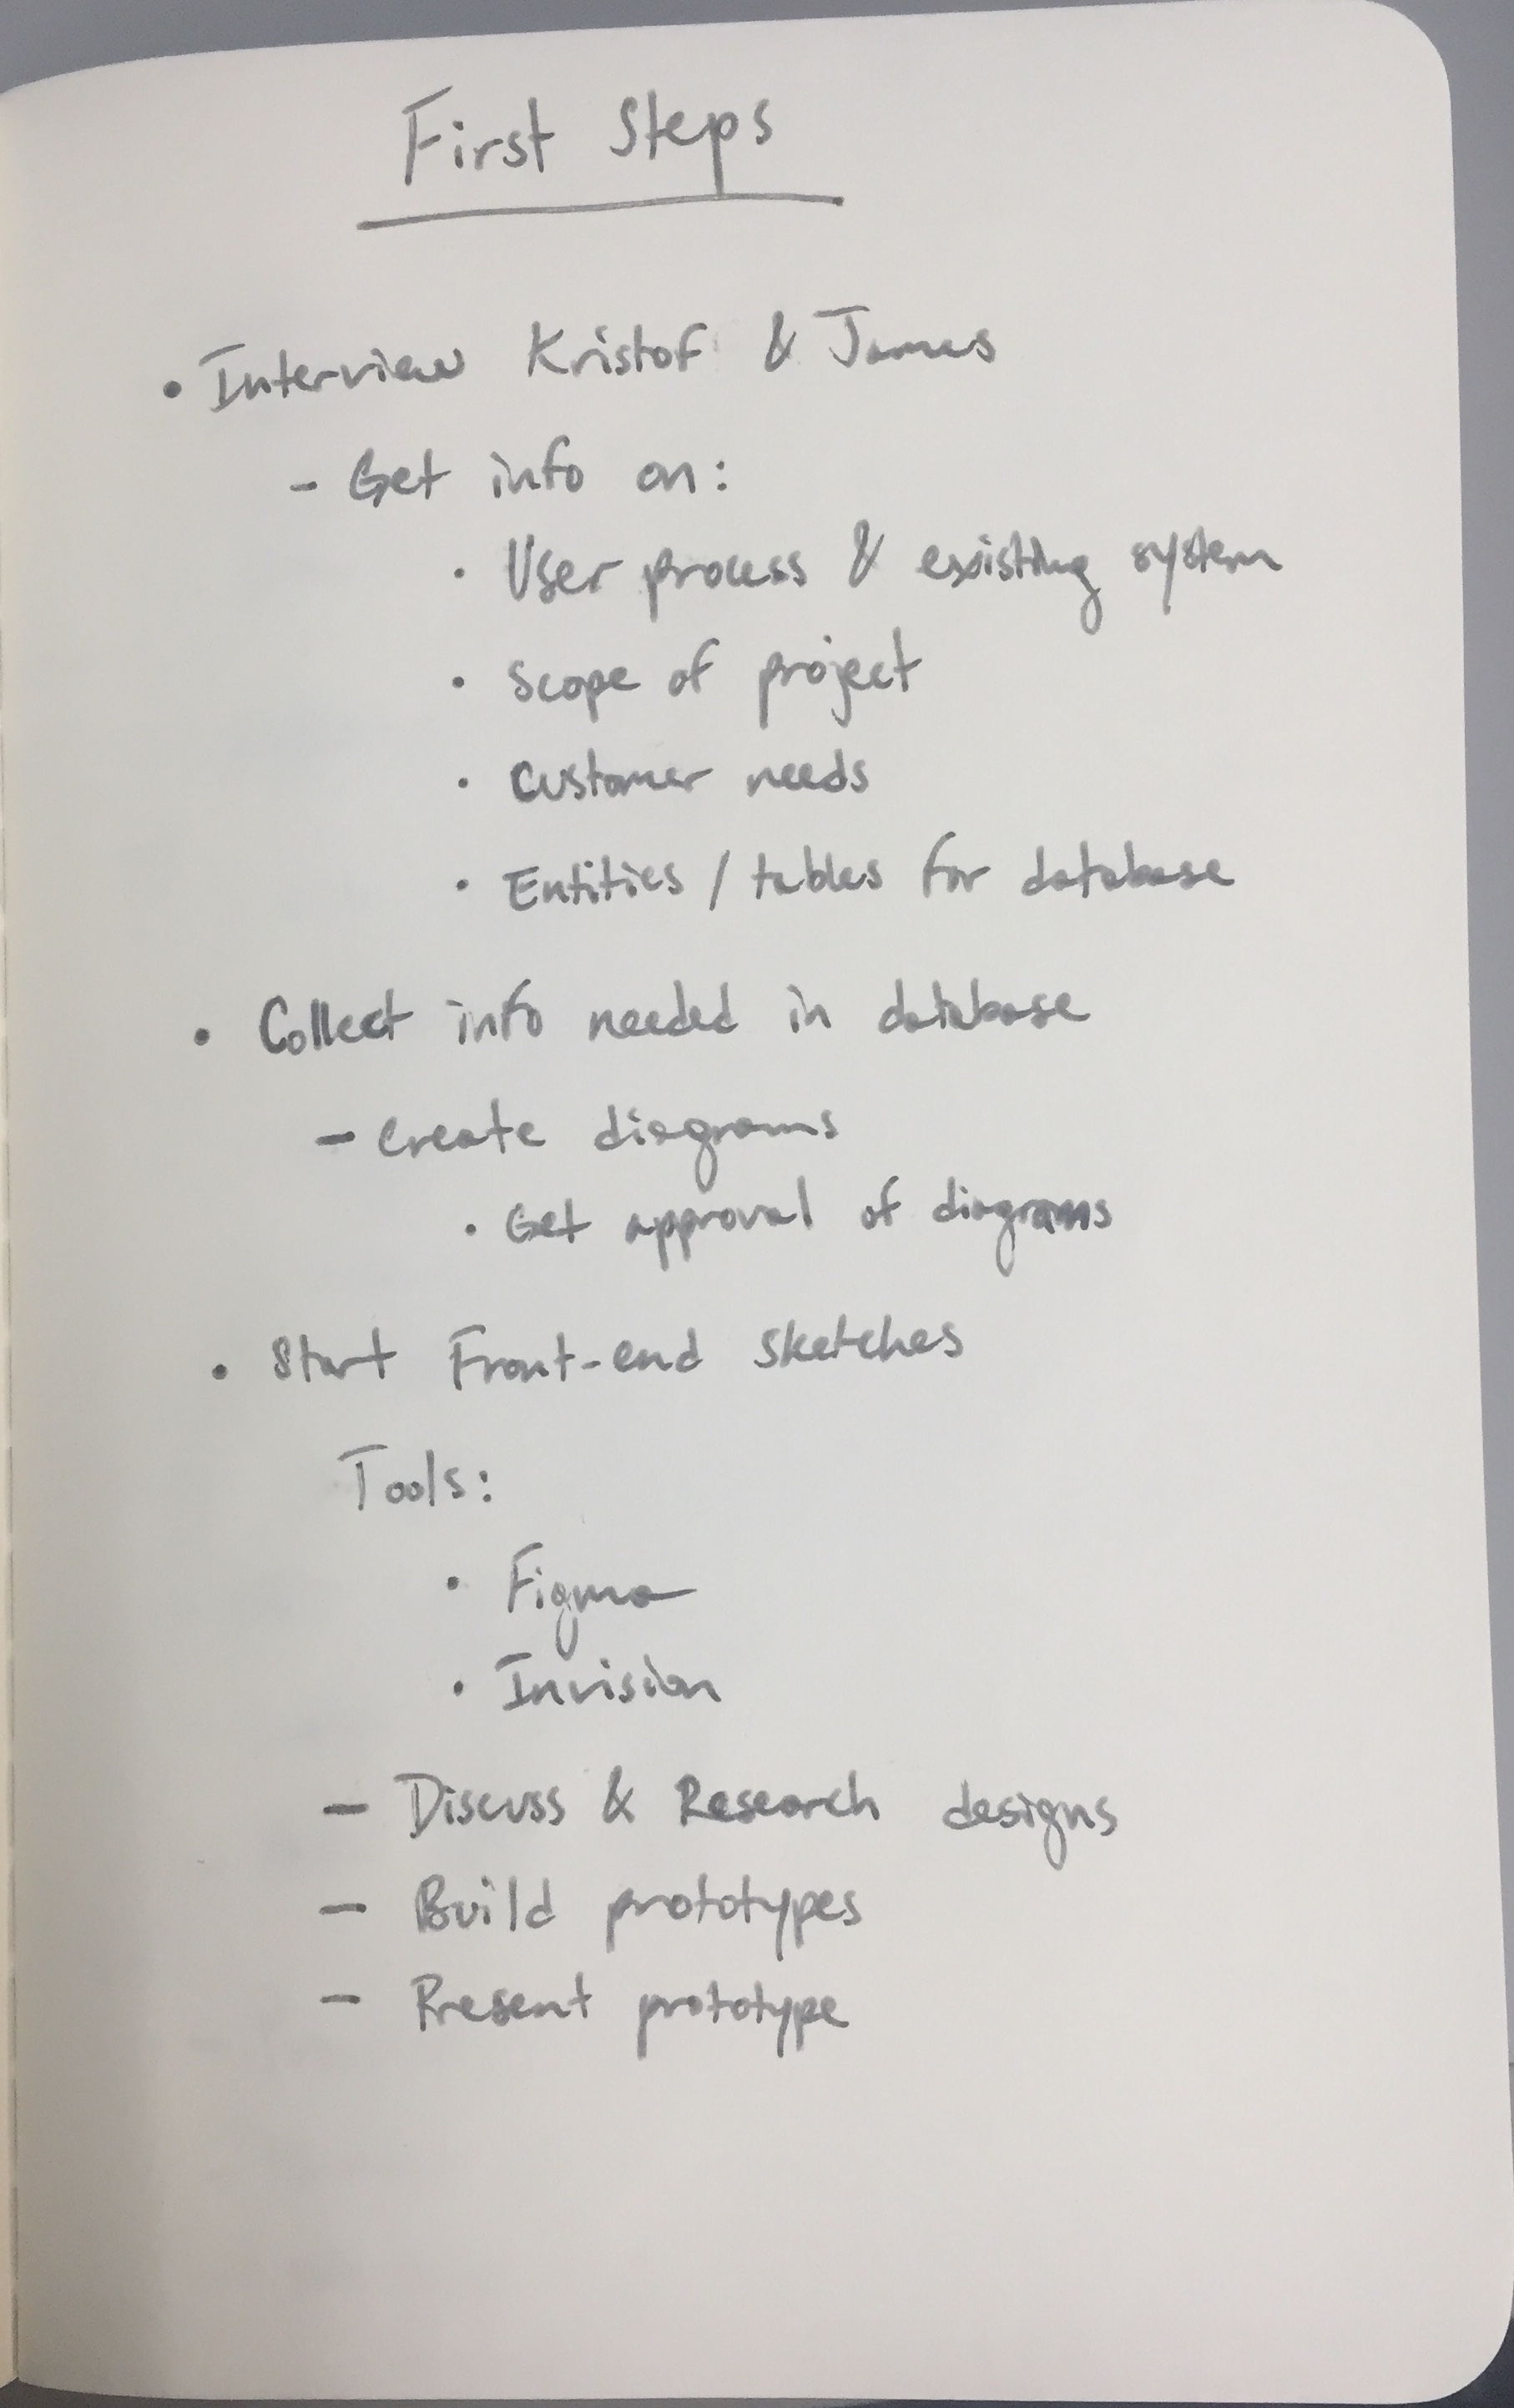 First Steps
• Interview Kristof & James
- Get info on:
• User process & existing system
• Scope of project
• Customer needs
• Entities / tables for database
• Collect info needed in database
- Create diagrams
• Get approval of diagrams
• Start Front-end sketches
Tools:
• Figma
• Invision
- Discuss & Research designs
- Build prototypes
- Present prototype